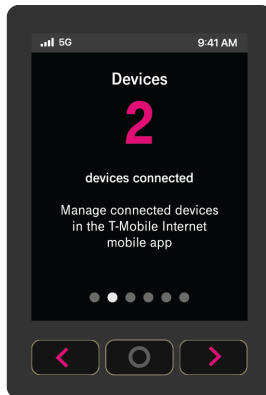 5G 9:41 AM
Devices
2
devices connected
Manage connected devices
in the T-Mobile Internet
mobile app